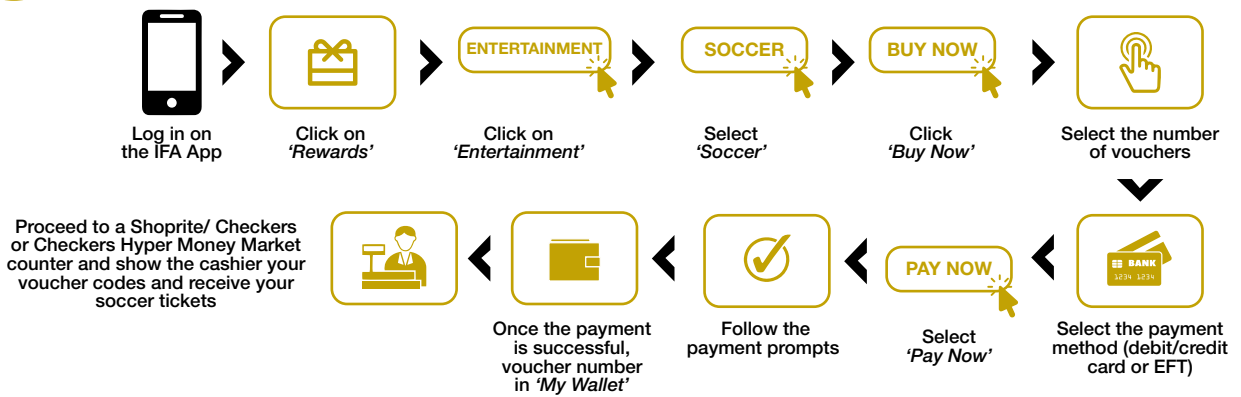 ENTERTAINMENT
SOCCER
BUY NOW
Log in on
the IFA App
Click on
'Rewards'
Click on
'Entertainment'
Select
'Soccer'
Click
'Buy Now'
Select the number
of vouchers
BANK
1234 1234
Select the payment
method (debit/credit
card or EFT)
PAY NOW
Select
'Pay Now'
Follow the
payment prompts
Once the payment
is successful,
voucher number
in 'My Wallet'
Proceed to a Shoprite/ Checkers
or Checkers Hyper Money Market
counter and show the cashier your
voucher codes and receive your
soccer tickets